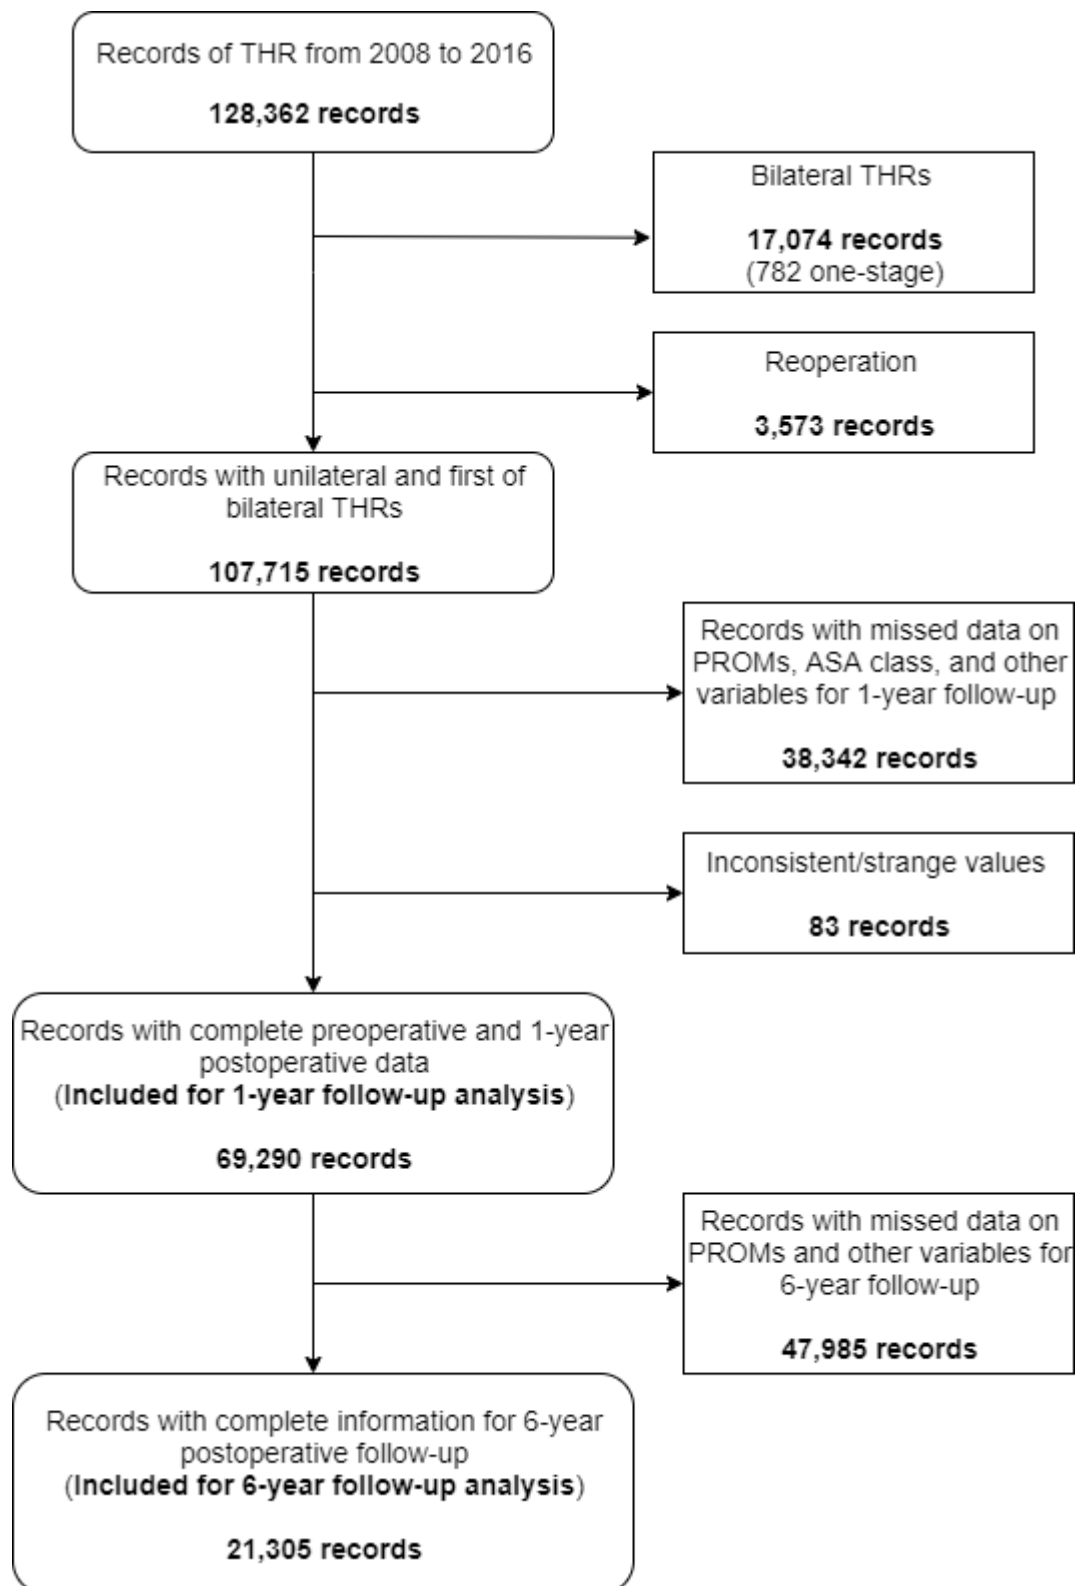 Records of THR from 2008 to 2016
128,362 records
Bilateral THRs
17,074 records
(782 one-stage)
Reoperation
3,573 records
Records with unilateral and first of
bilateral THRs
107,715 records
Records with missed data on
PROMs, ASA class, and other
variables for 1-year follow-up
38,342 records
Inconsistent/strange values
83 records
Records with complete preoperative and 1-year
postoperative data
(Included for 1-year follow-up analysis)
69,290 records
Records with missed data on
PROMs and other variables for
6-year follow-up
47,985 records
Records with complete information for 6-year
postoperative follow-up
(Included for 6-year follow-up analysis)
21,305 records